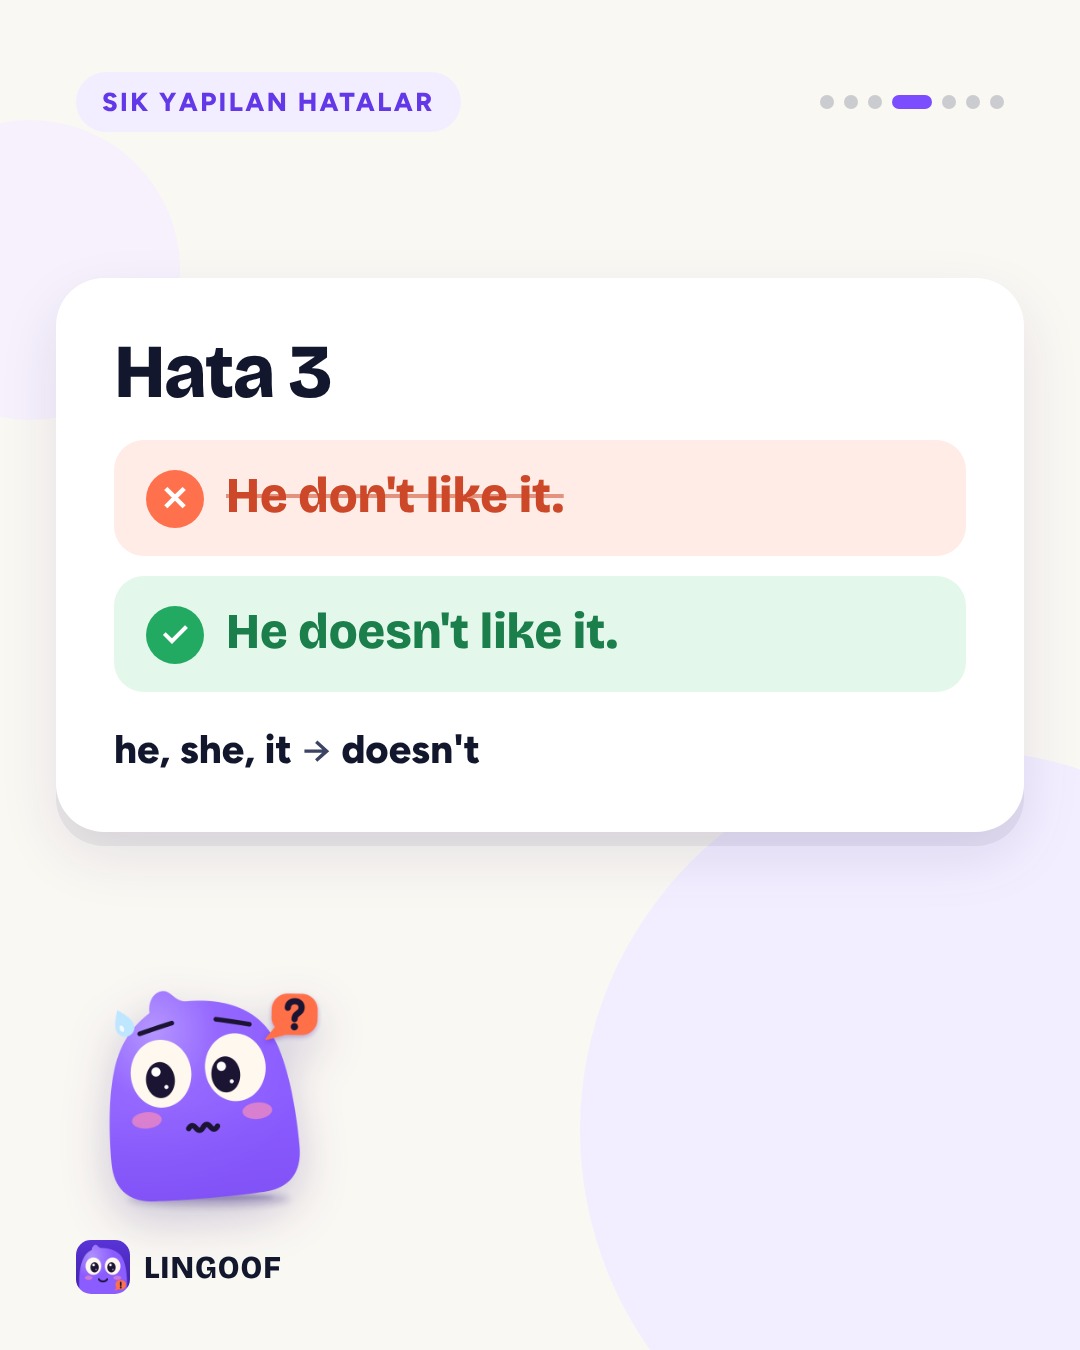 SIK YAPILAN HATALAR
Hata 3
He don't like it.
He doesn't like it.
he, she, it → doesn't
?
LINGOOF